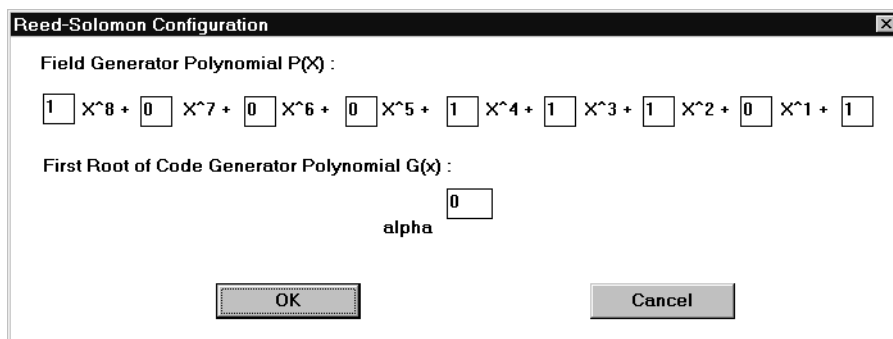 Reed-Solomon Configuration
Field Generator Polynomial P(X) :
1 X^8 + 0 X^7 + 0 X^6 + 0 X^5 + 1 X^4 + 1 X^3 + 1 X^2 + 0 X^1 + 1
First Root of Code Generator Polynomial G(x) :
0
alpha
OK Cancel